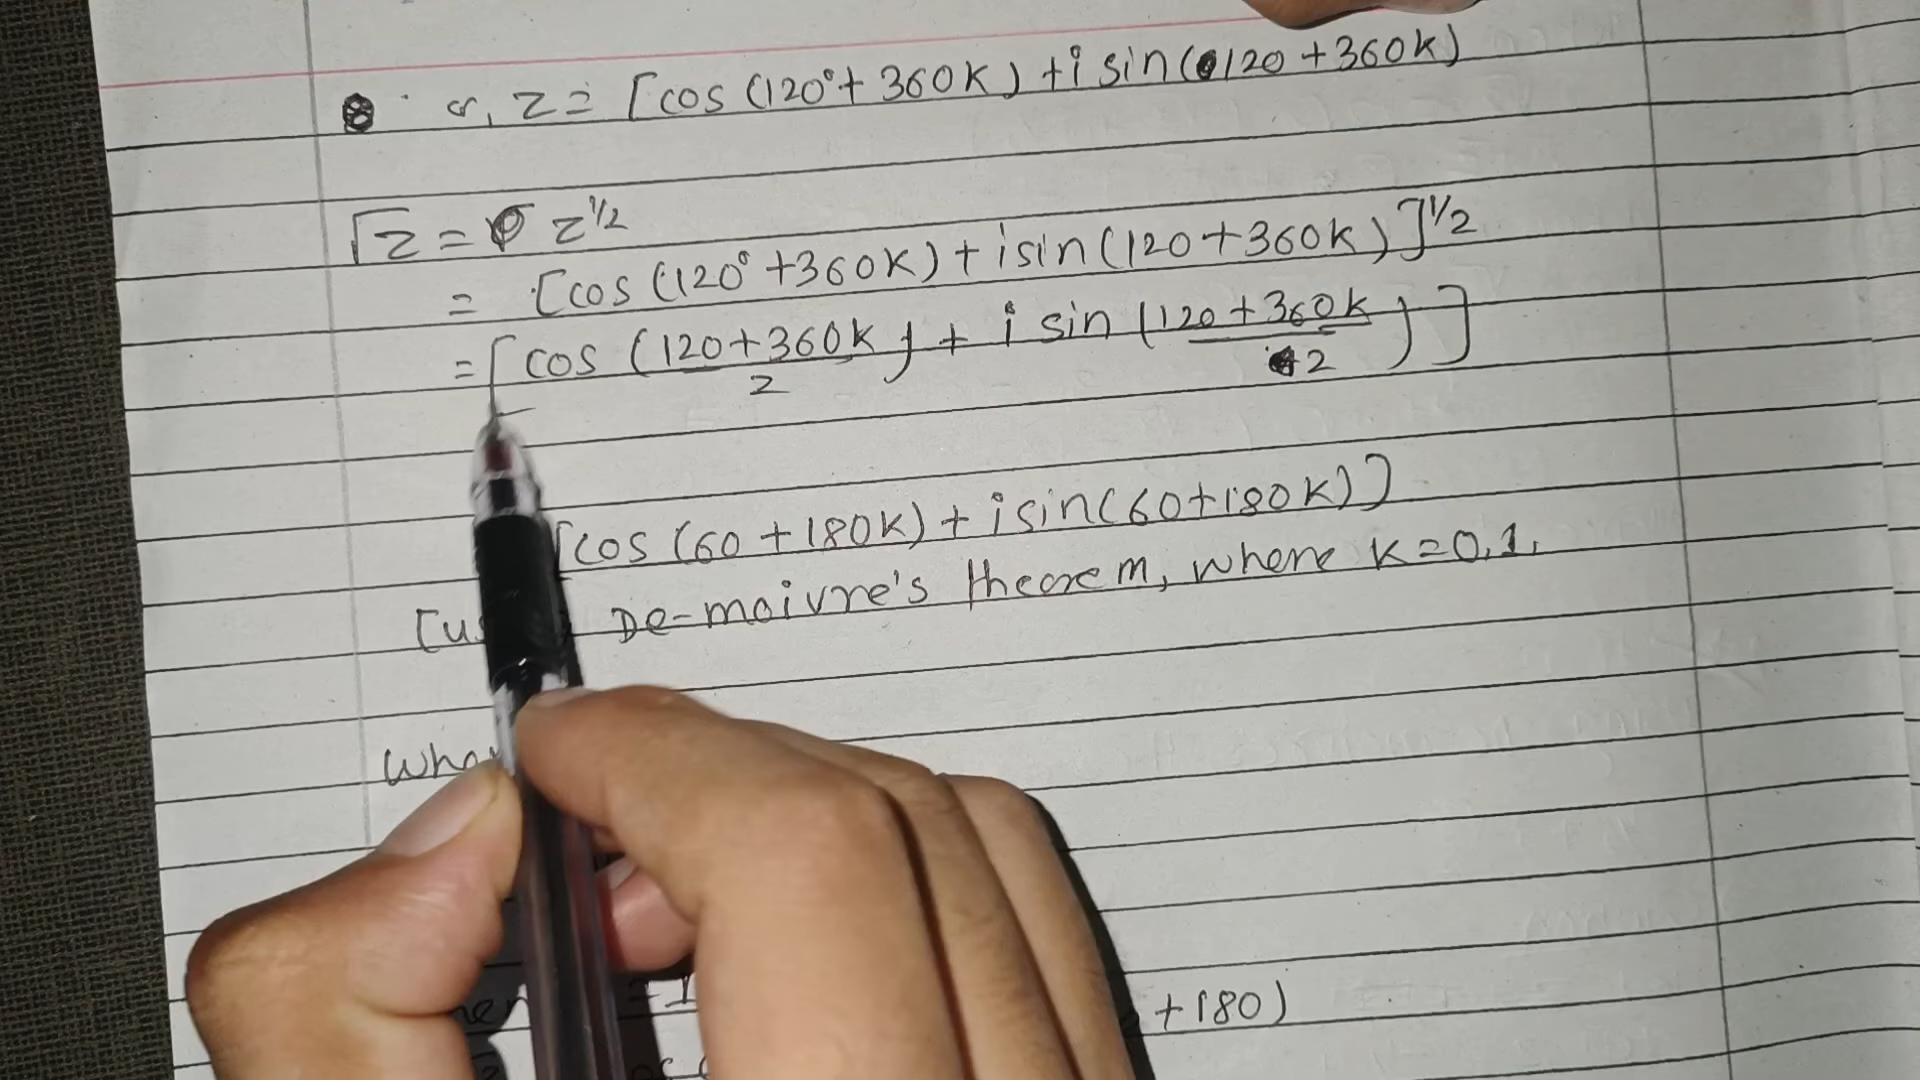 or, z = [cos (120° + 360K) + i sin (120 + 360K)
√z = z^1/2
= [cos (120° + 360K) + i sin (120 + 360K)]^1/2
= [cos (120 + 360K / 2) + i sin (120 + 360K / 2)]
[cos (60 + 180K) + i sin (60 + 180K)]
De-moivre's theorem, where K = 0, 1.
= 1
+ 180)